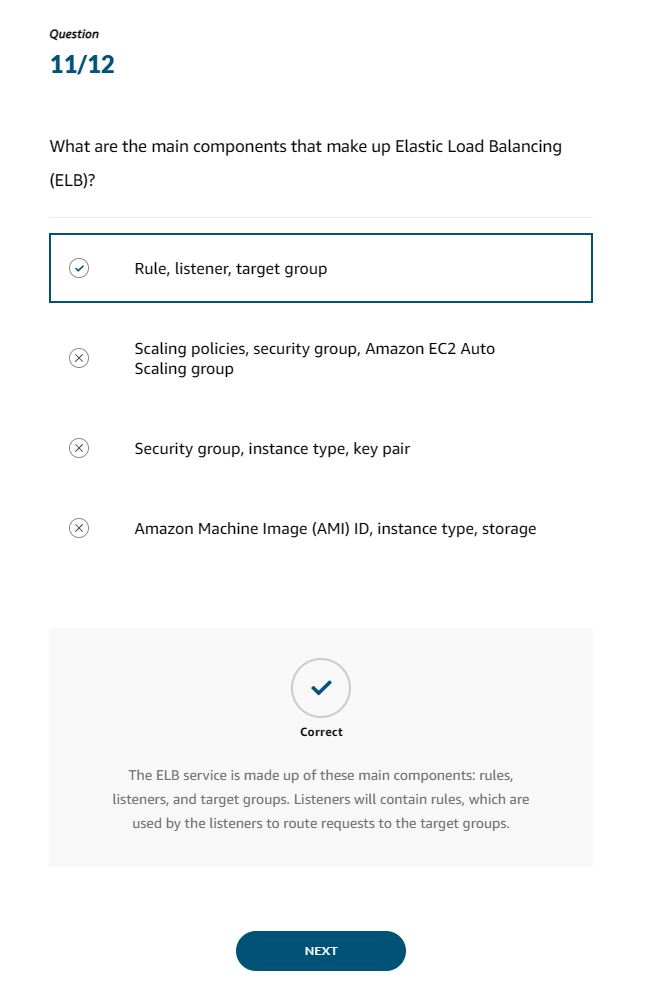 Question
11/12
What are the main components that make up Elastic Load Balancing
(ELB)?
Rule, listener, target group
Scaling policies, security group, Amazon EC2 Auto
Scaling group
Security group, instance type, key pair
Amazon Machine Image (AMI) ID, instance type, storage
Correct
The ELB service is made up of these main components: rules,
listeners, and target groups. Listeners will contain rules, which are
used by the listeners to route requests to the target groups.
NEXT